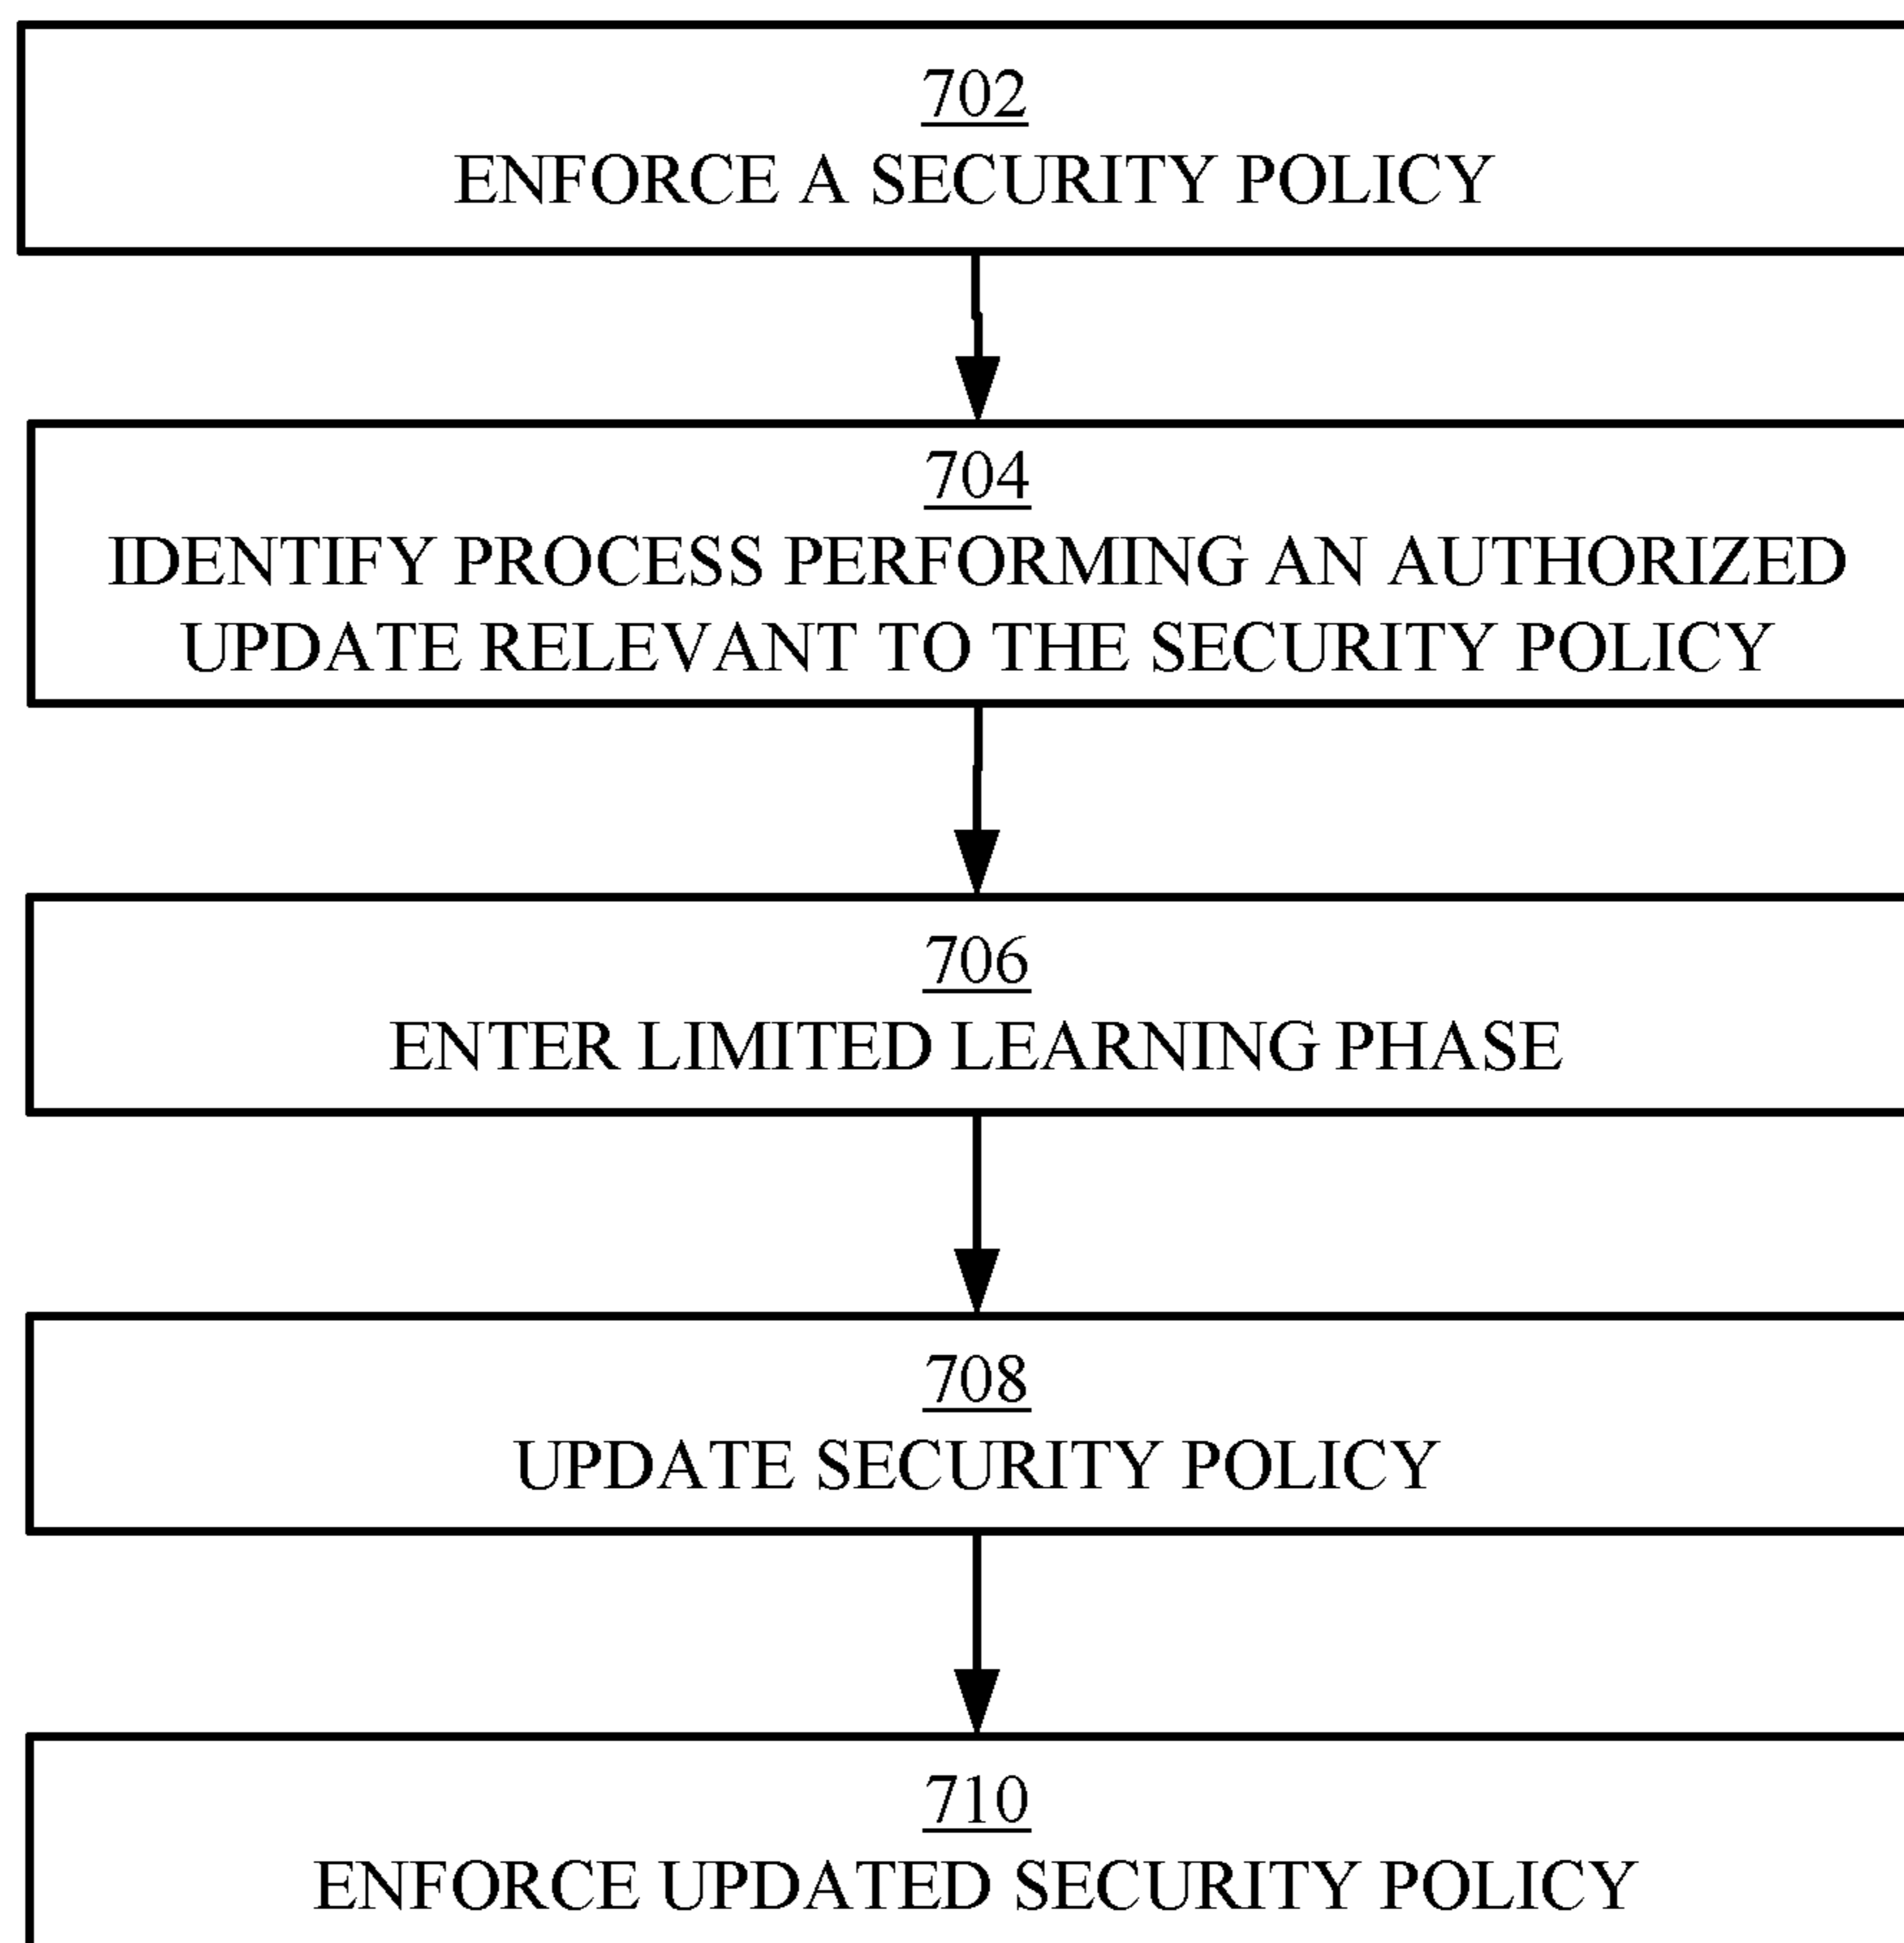 702
ENFORCE A SECURITY POLICY
704
IDENTIFY PROCESS PERFORMING AN AUTHORIZED
UPDATE RELEVANT TO THE SECURITY POLICY
706
ENTER LIMITED LEARNING PHASE
708
UPDATE SECURITY POLICY
710
ENFORCE UPDATED SECURITY POLICY